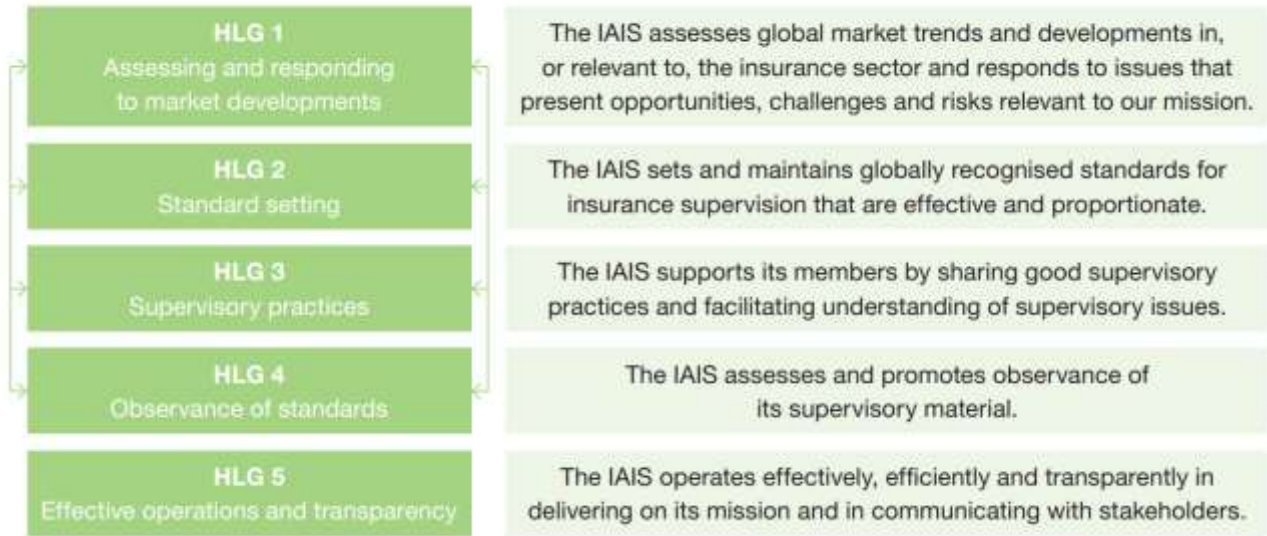 HLG 1
Assessing and responding
to market developments
The IAIS assesses global market trends and developments in,
or relevant to, the insurance sector and responds to issues that
present opportunities, challenges and risks relevant to our mission.
HLG 2
Standard setting
The IAIS sets and maintains globally recognised standards for
insurance supervision that are effective and proportionate.
HLG 3
Supervisory practices
The IAIS supports its members by sharing good supervisory
practices and facilitating understanding of supervisory issues.
HLG 4
Observance of standards
The IAIS assesses and promotes observance of
its supervisory material.
HLG 5
Effective operations and transparency
The IAIS operates effectively, efficiently and transparently in
delivering on its mission and in communicating with stakeholders.